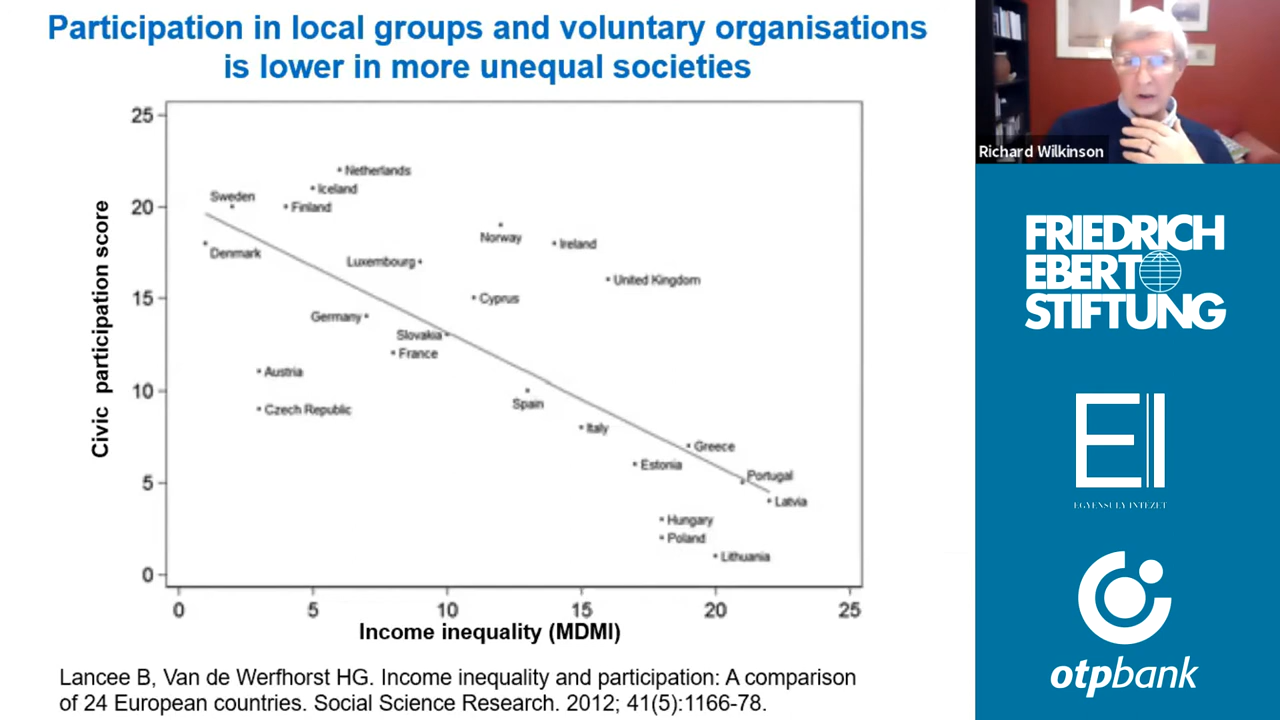 Participation in local groups and voluntary organisations
is lower in more unequal societies
Civic participation score
25
20
15
10
5
0
Netherlands
Iceland
Sweden
Finland
Norway
Ireland
Denmark
Luxembourg
United Kingdom
Cyprus
Germany
Slovakia
France
Austria
Spain
Czech Republic
Italy
Greece
Estonia
Portugal
Latvia
Hungary
Poland
Lithuania
0 5 10 15 20 25
Income inequality (MDMI)
Lancee B, Van de Werfhorst HG. Income inequality and participation: A comparison
of 24 European countries. Social Science Research. 2012; 41(5):1166-78.
Richard Wilkinson
FRIEDRICH
EBERT
STIFTUNG
EI
EGYENSÚLY INTÉZET
otpbank